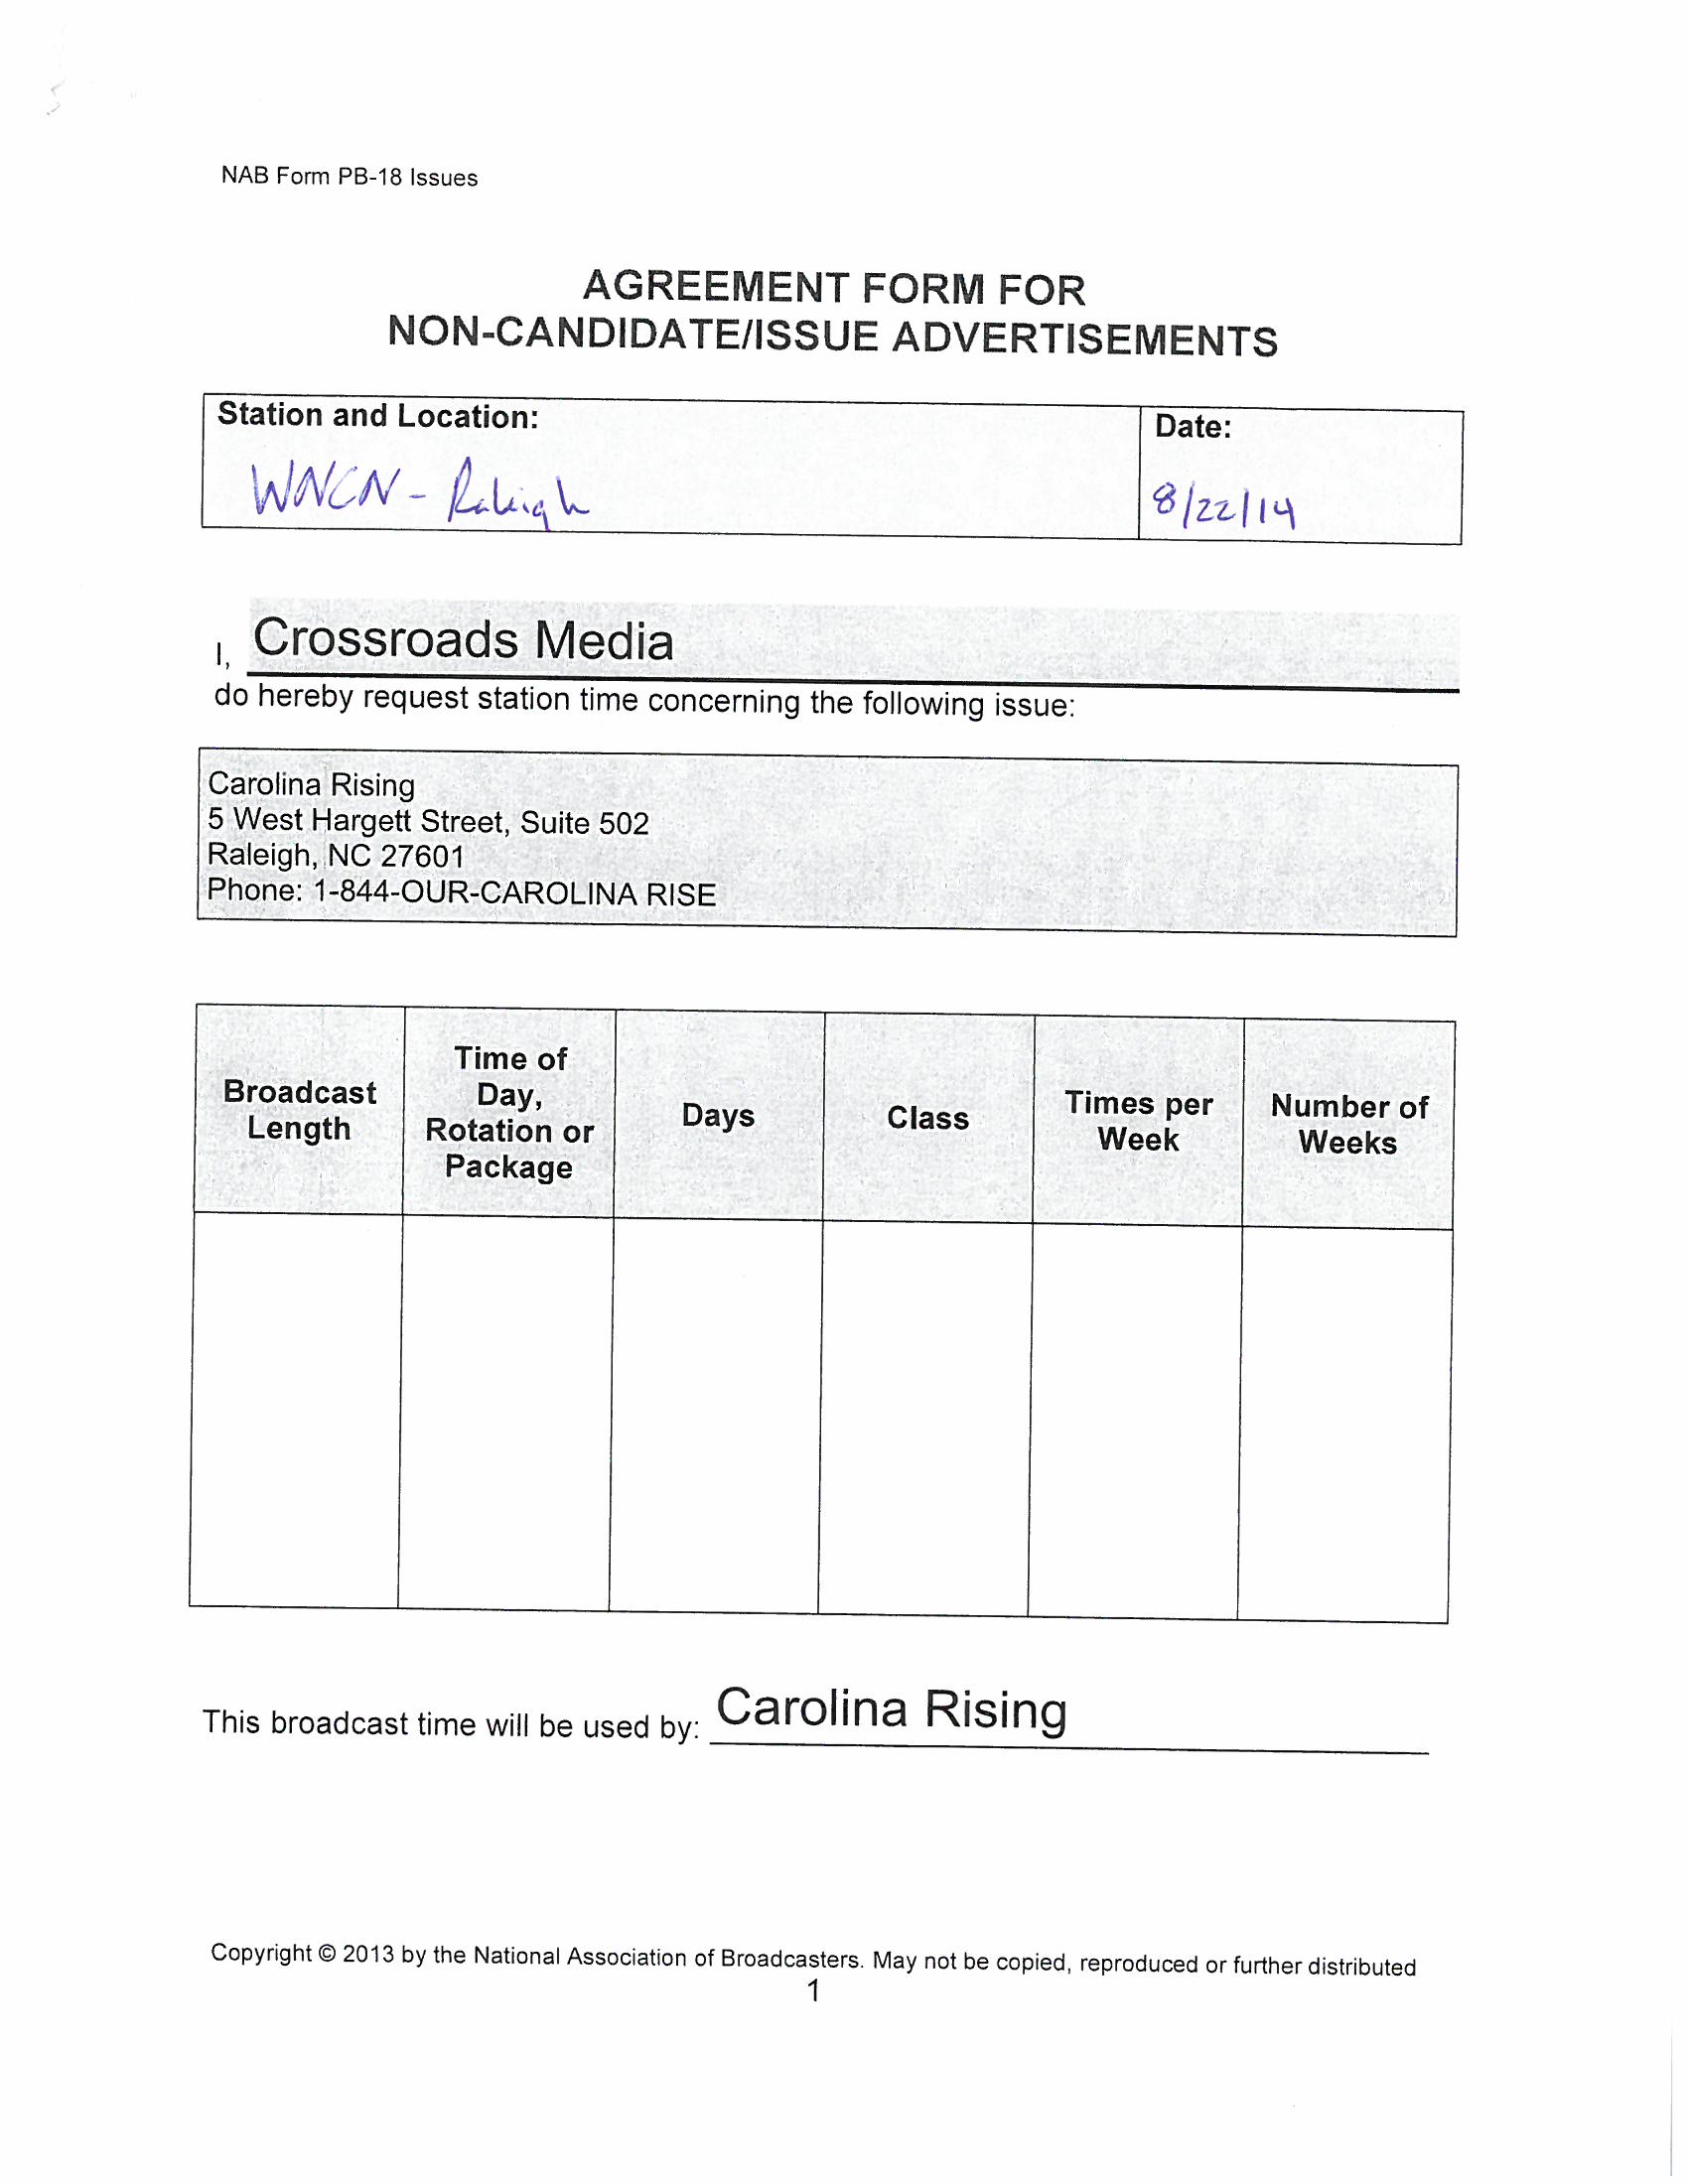 NAB Form PB-18 Issues
AGREEMENT FORM FOR
NON-CANDIDATE/ISSUE ADVERTISEMENTS
Station and Location:
WNCN - Raleigh
Date:
8/22/14
I, Crossroads Media
do hereby request station time concerning the following issue:
Carolina Rising
5 West Hargett Street, Suite 502
Raleigh, NC 27601
Phone: 1-844-OUR-CAROLINA RISE
Broadcast
Length
Time of
Day,
Rotation or
Package
Days
Class
Times per
Week
Number of
Weeks
This broadcast time will be used by: Carolina Rising
Copyright © 2013 by the National Association of Broadcasters. May not be copied, reproduced or further distributed
1